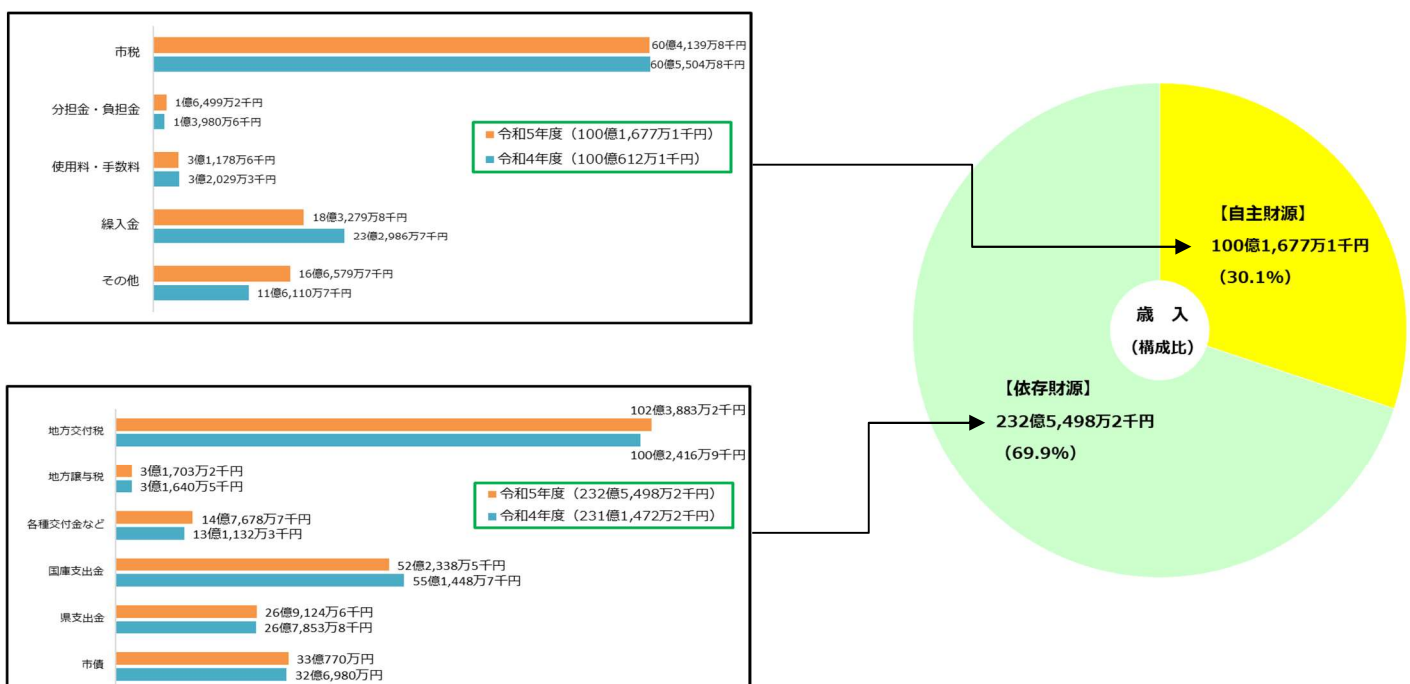 市税
60億4,139万8千円
60億5,504万8千円
分担金・負担金
1億6,499万2千円
1億3,980万6千円
使用料・手数料
3億1,178万6千円
3億2,029万3千円
繰入金
18億3,279万8千円
23億2,986万7千円
その他
16億6,579万7千円
11億6,110万7千円
令和5年度（100億1,677万1千円）
令和4年度（100億612万1千円）
地方交付税
102億3,883万2千円
100億2,416万9千円
地方譲与税
3億1,703万2千円
3億1,640万5千円
各種交付金など
14億7,678万7千円
13億1,132万3千円
国庫支出金
52億2,338万5千円
55億1,448万7千円
県支出金
26億9,124万6千円
26億7,853万8千円
市債
33億770万円
32億6,980万円
令和5年度（232億5,498万2千円）
令和4年度（231億1,472万2千円）
【自主財源】
100億1,677万1千円
（30.1%）
歳　入
（構成比）
【依存財源】
232億5,498万2千円
（69.9%）